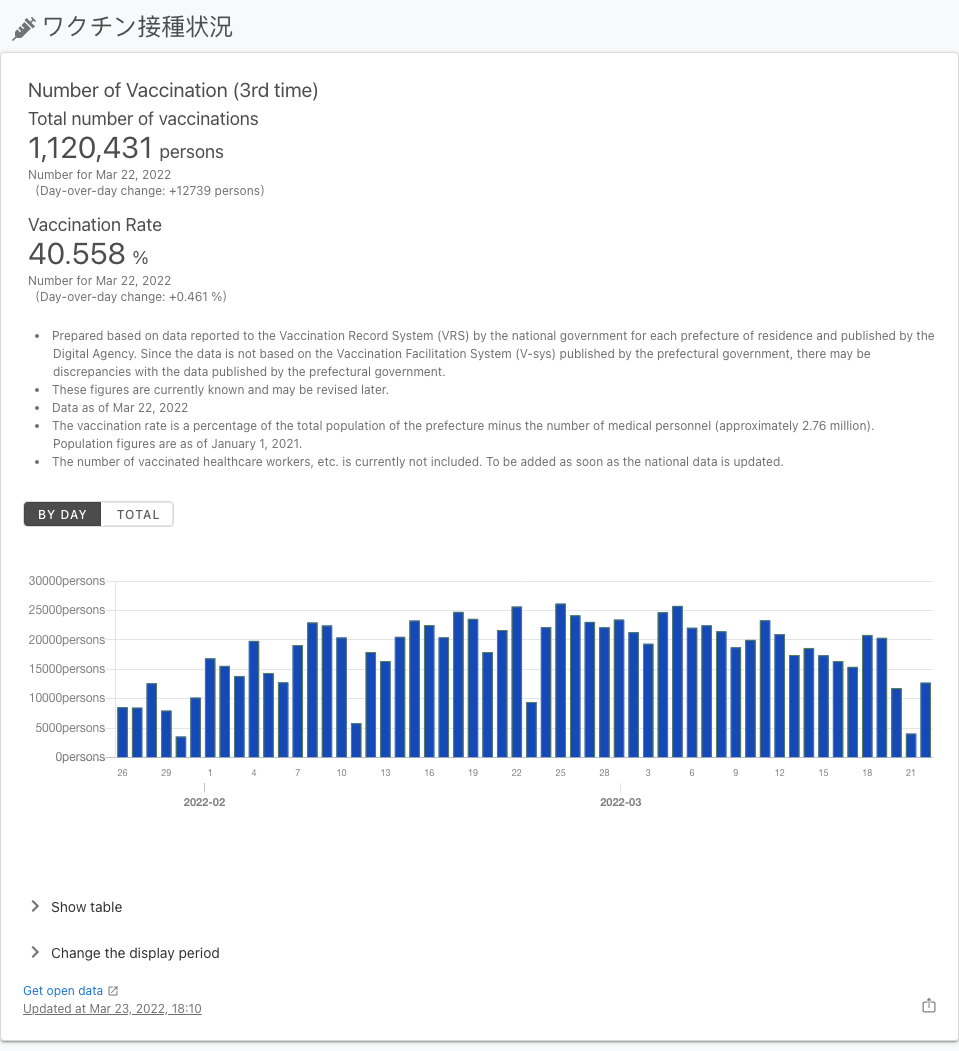 ワクチン接種状況
Number of Vaccination (3rd time)
Total number of vaccinations
1,120,431 persons
Number for Mar 22, 2022
(Day-over-day change: +12739 persons)
Vaccination Rate
40.558 %
Number for Mar 22, 2022
(Day-over-day change: +0.461 %)
• Prepared based on data reported to the Vaccination Record System (VRS) by the national government for each prefecture of residence and published by the
Digital Agency. Since the data is not based on the Vaccination Facilitation System (V-sys) published by the prefectural government, there may be
discrepancies with the data published by the prefectural government.
• These figures are currently known and may be revised later.
• Data as of Mar 22, 2022
• The vaccination rate is a percentage of the total population of the prefecture minus the number of medical personnel (approximately 2.76 million).
Population figures are as of January 1, 2021.
• The number of vaccinated healthcare workers, etc. is currently not included. To be added as soon as the national data is updated.
BY DAY TOTAL
30000persons
25000persons
20000persons
15000persons
10000persons
5000persons
0persons
26 29 1 4 7 10 13 16 19 22 25 28 3 6 9 12 15 18 21
2022-02 2022-03
Show table
Change the display period
Get open data
Updated at Mar 23, 2022, 18:10